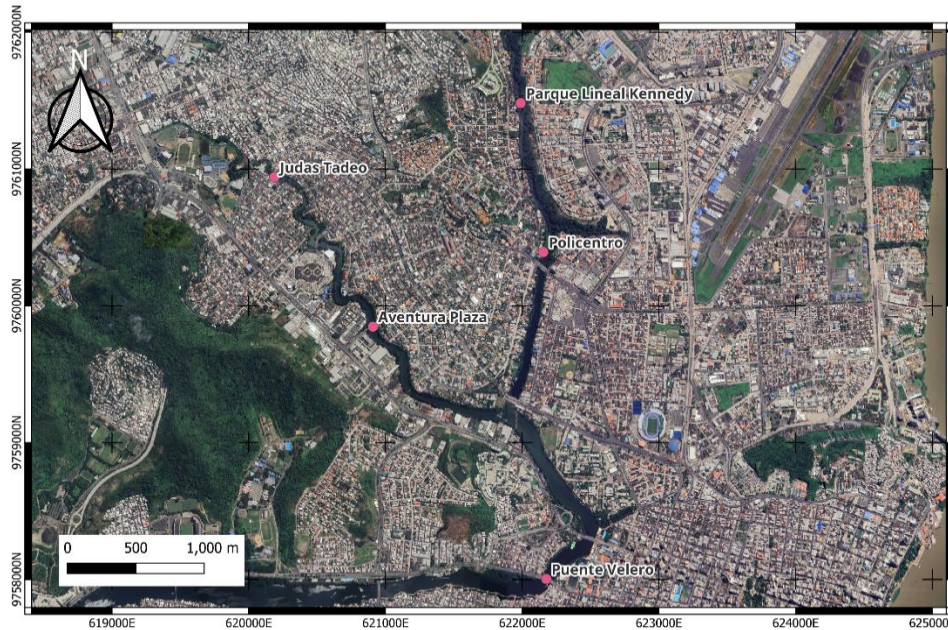 9762000N
9761000N
9760000N
9759000N
9758000N
N
Parque Lineal Kennedy
Judas Tadeo
Policentro
Aventura Plaza
Puente Velero
0 500 1,000 m
619000E 620000E 621000E 622000E 623000E 624000E 625000